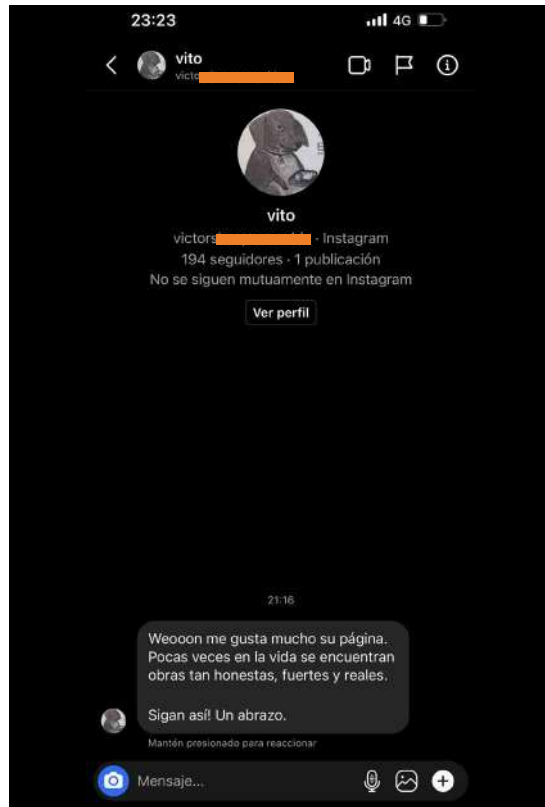 23:23
4G
vito
victo
vito
victors - Instagram
194 seguidores · 1 publicación
No se siguen mutuamente en Instagram
Ver perfil
21:16
Weooon me gusta mucho su página.
Pocas veces en la vida se encuentran
obras tan honestas, fuertes y reales.
Sigan así! Un abrazo.
Mantén presionado para reaccionar
Mensaje...